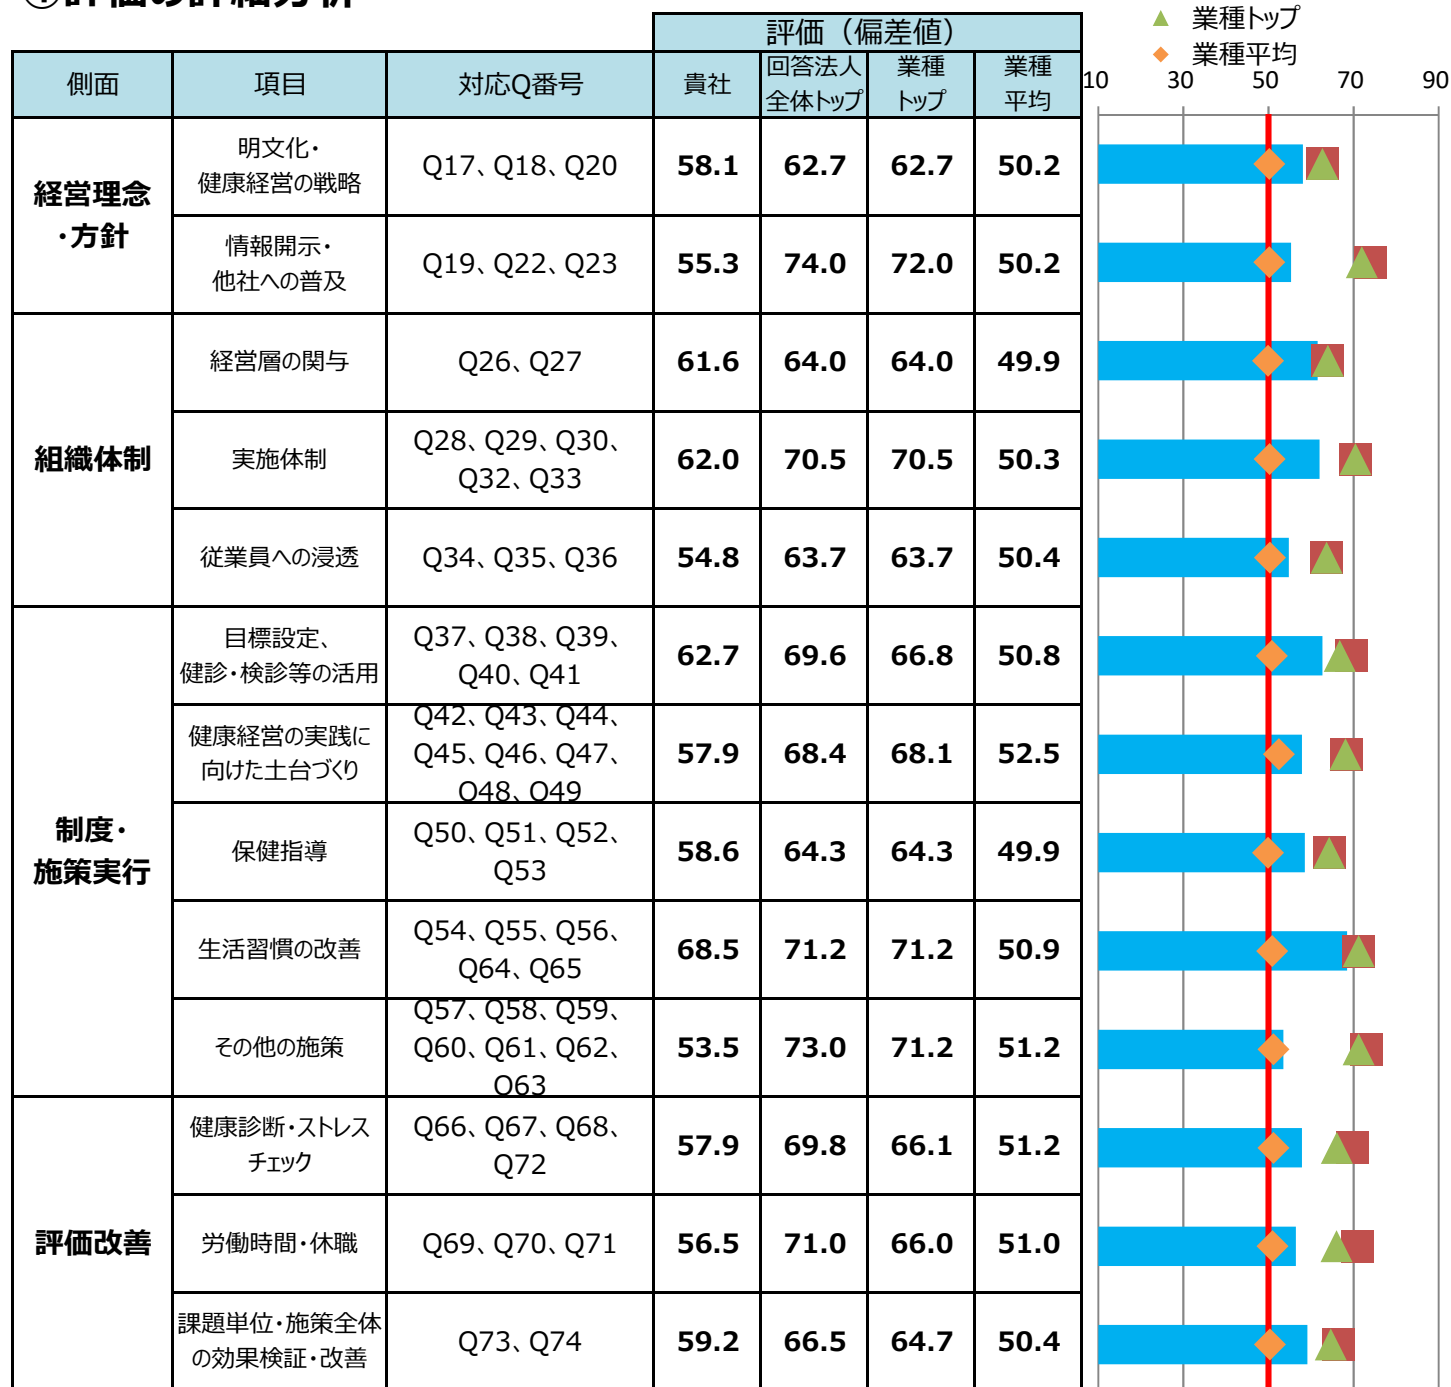 ①評価の詳細分析
業種トップ
業種平均
評価（偏差値）
側面 項目 対応Q番号 貴社 回答法人 業種 業種
全体トップ トップ 平均
10 30 50 70 90
経営理念
・方針
明文化・
健康経営の戦略
Q17、Q18、Q20 58.1 62.7 62.7 50.2
情報開示・
他社への普及
Q19、Q22、Q23 55.3 74.0 72.0 50.2
組織体制
経営層の関与 Q26、Q27 61.6 64.0 64.0 49.9
実施体制
Q28、Q29、Q30、
Q32、Q33
62.0 70.5 70.5 50.3
従業員への浸透 Q34、Q35、Q36 54.8 63.7 63.7 50.4
制度・
施策実行
目標設定、
健診・検診等の活用
Q37、Q38、Q39、
Q40、Q41
62.7 69.6 66.8 50.8
健康経営の実践に
向けた土台づくり
Q42、Q43、Q44、
Q45、Q46、Q47、
Q48、Q49
57.9 68.4 68.1 52.5
保健指導
Q50、Q51、Q52、
Q53
58.6 64.3 64.3 49.9
生活習慣の改善
Q54、Q55、Q56、
Q64、Q65
68.5 71.2 71.2 50.9
その他の施策
Q57、Q58、Q59、
Q60、Q61、Q62、
Q63
53.5 73.0 71.2 51.2
評価改善
健康診断・ストレス
チェック
Q66、Q67、Q68、
Q72
57.9 69.8 66.1 51.2
労働時間・休職 Q69、Q70、Q71 56.5 71.0 66.0 51.0
課題単位・施策全体
の効果検証・改善
Q73、Q74 59.2 66.5 64.7 50.4